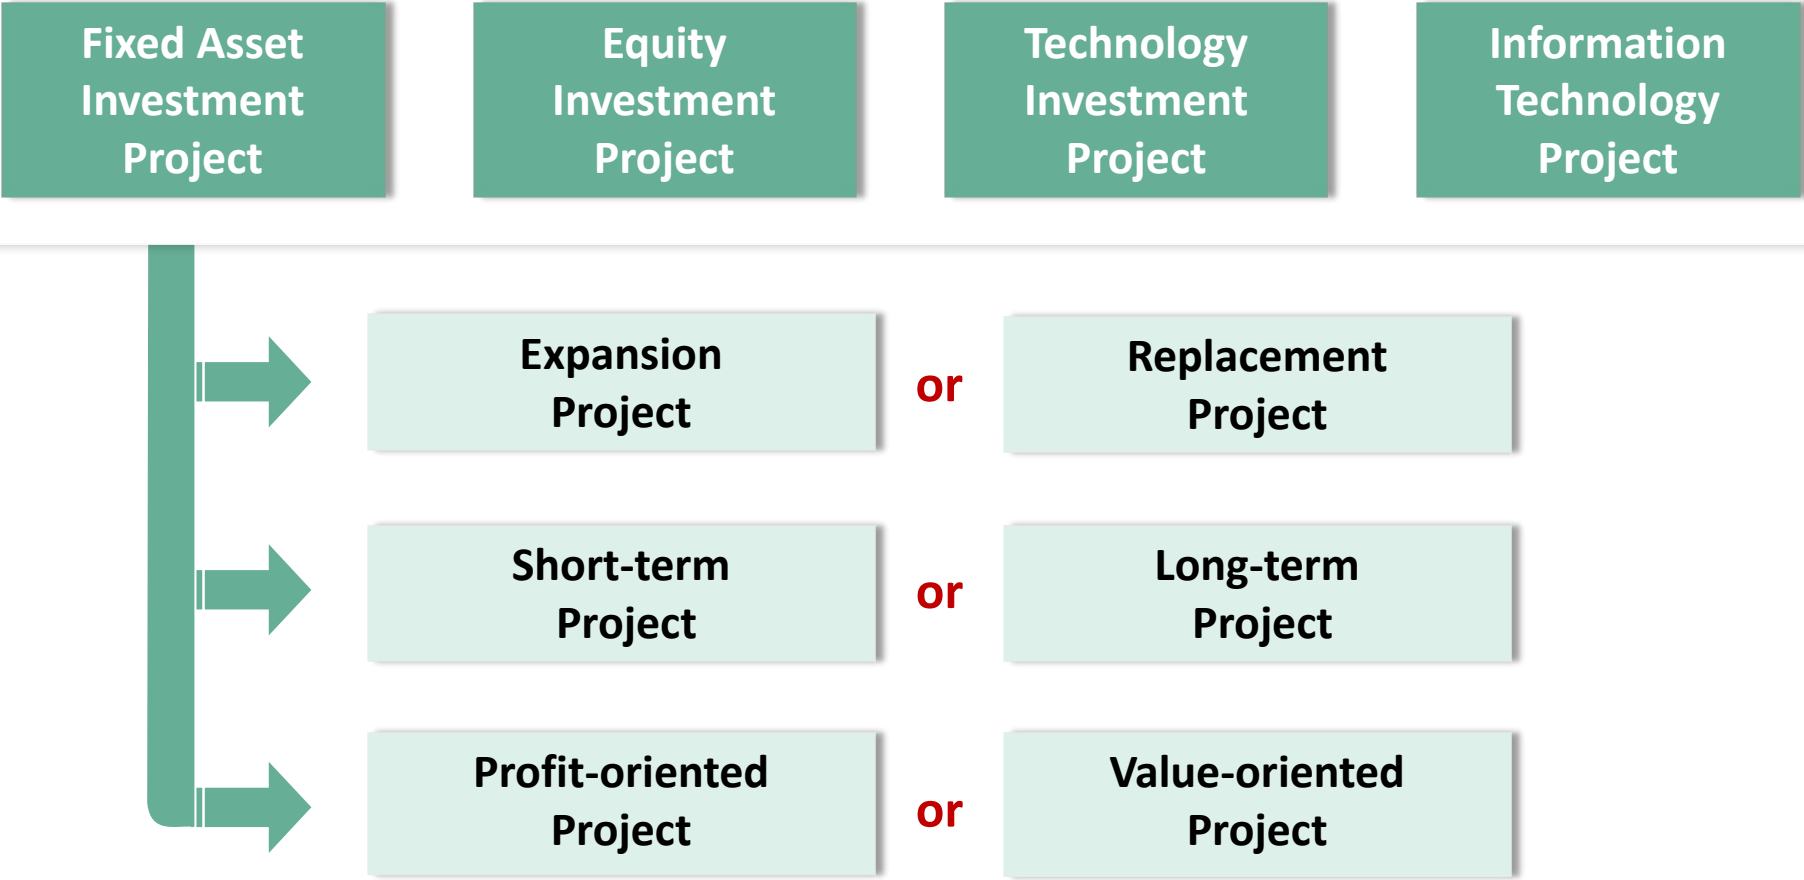 Fixed Asset
Investment
Project
Equity
Investment
Project
Technology
Investment
Project
Information
Technology
Project
Expansion
Project
or
Replacement
Project
Short-term
Project
or
Long-term
Project
Profit-oriented
Project
or
Value-oriented
Project